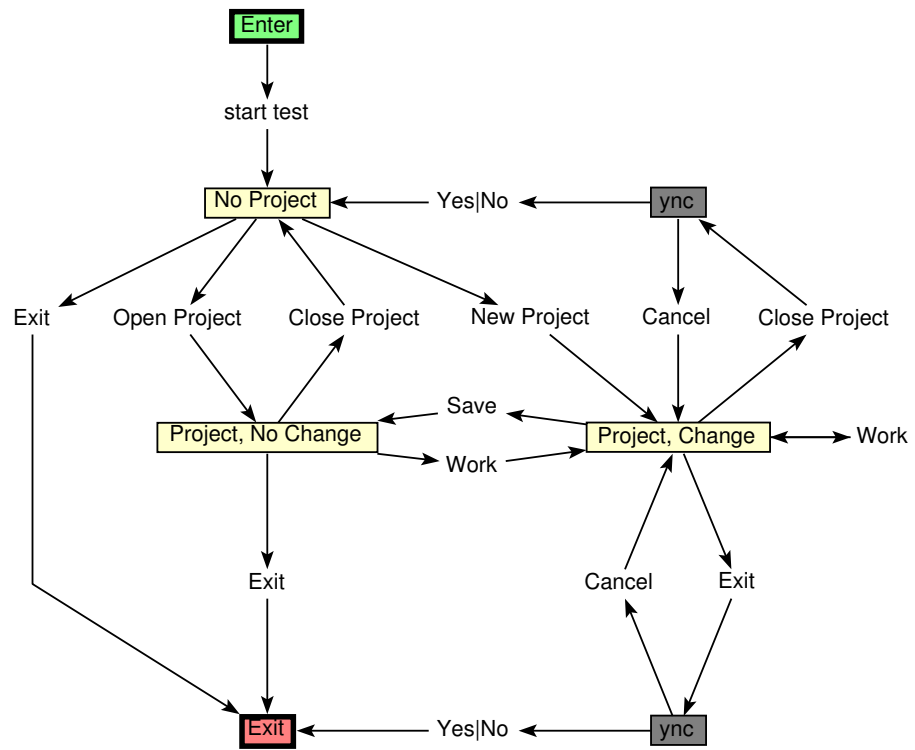 Enter
start test
No Project
Yes|No
ync
Exit
Open Project
Close Project
New Project
Cancel
Close Project
Save
Project, No Change
Project, Change
Work
Work
Exit
Cancel
Exit
Exit
Yes|No
ync